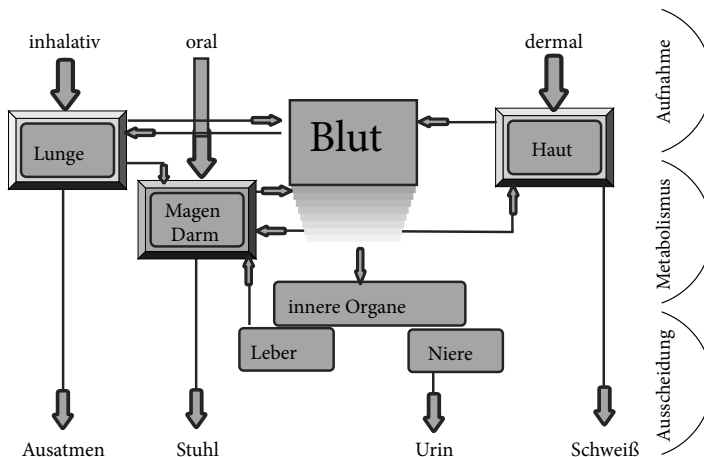 inhalativ
oral
dermal
Aufnahme
Lunge
Blut
Haut
Magen
Darm
Metabolismus
innere Organe
Leber
Niere
Ausscheidung
Ausatmen
Stuhl
Urin
Schweiß